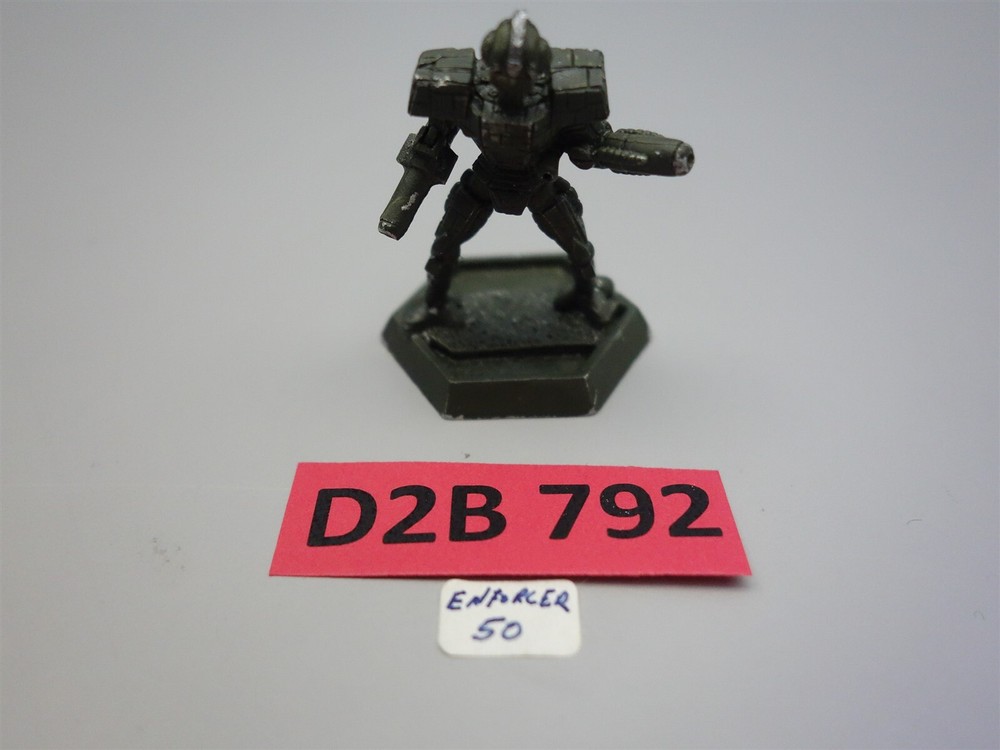 D2B 792
ENFORCER
50